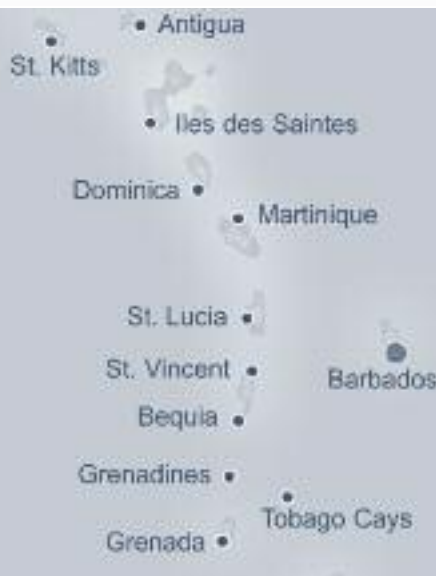 Antigua
St. Kitts
Iles des Saintes
Dominica
Martinique
St. Lucia
St. Vincent
Barbados
Bequia
Grenadines
Tobago Cays
Grenada